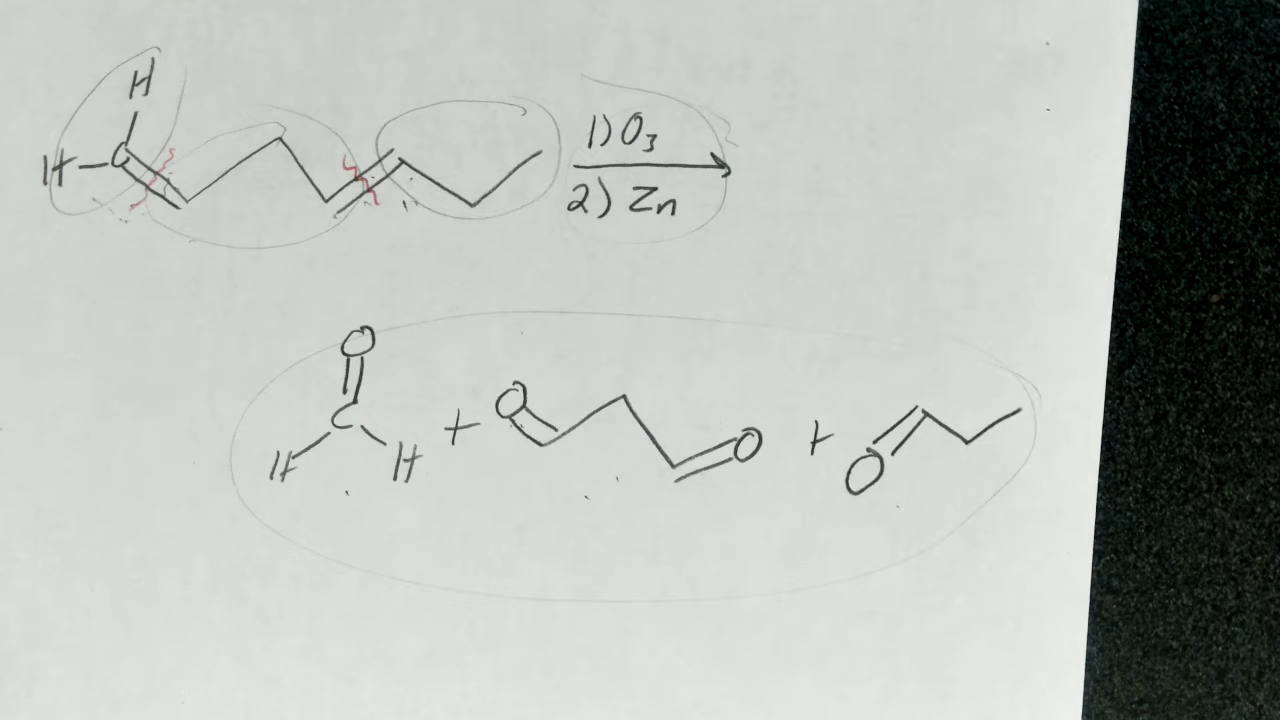 H
H C 1) O₃
2) Zn
O
C + O O + O
H H